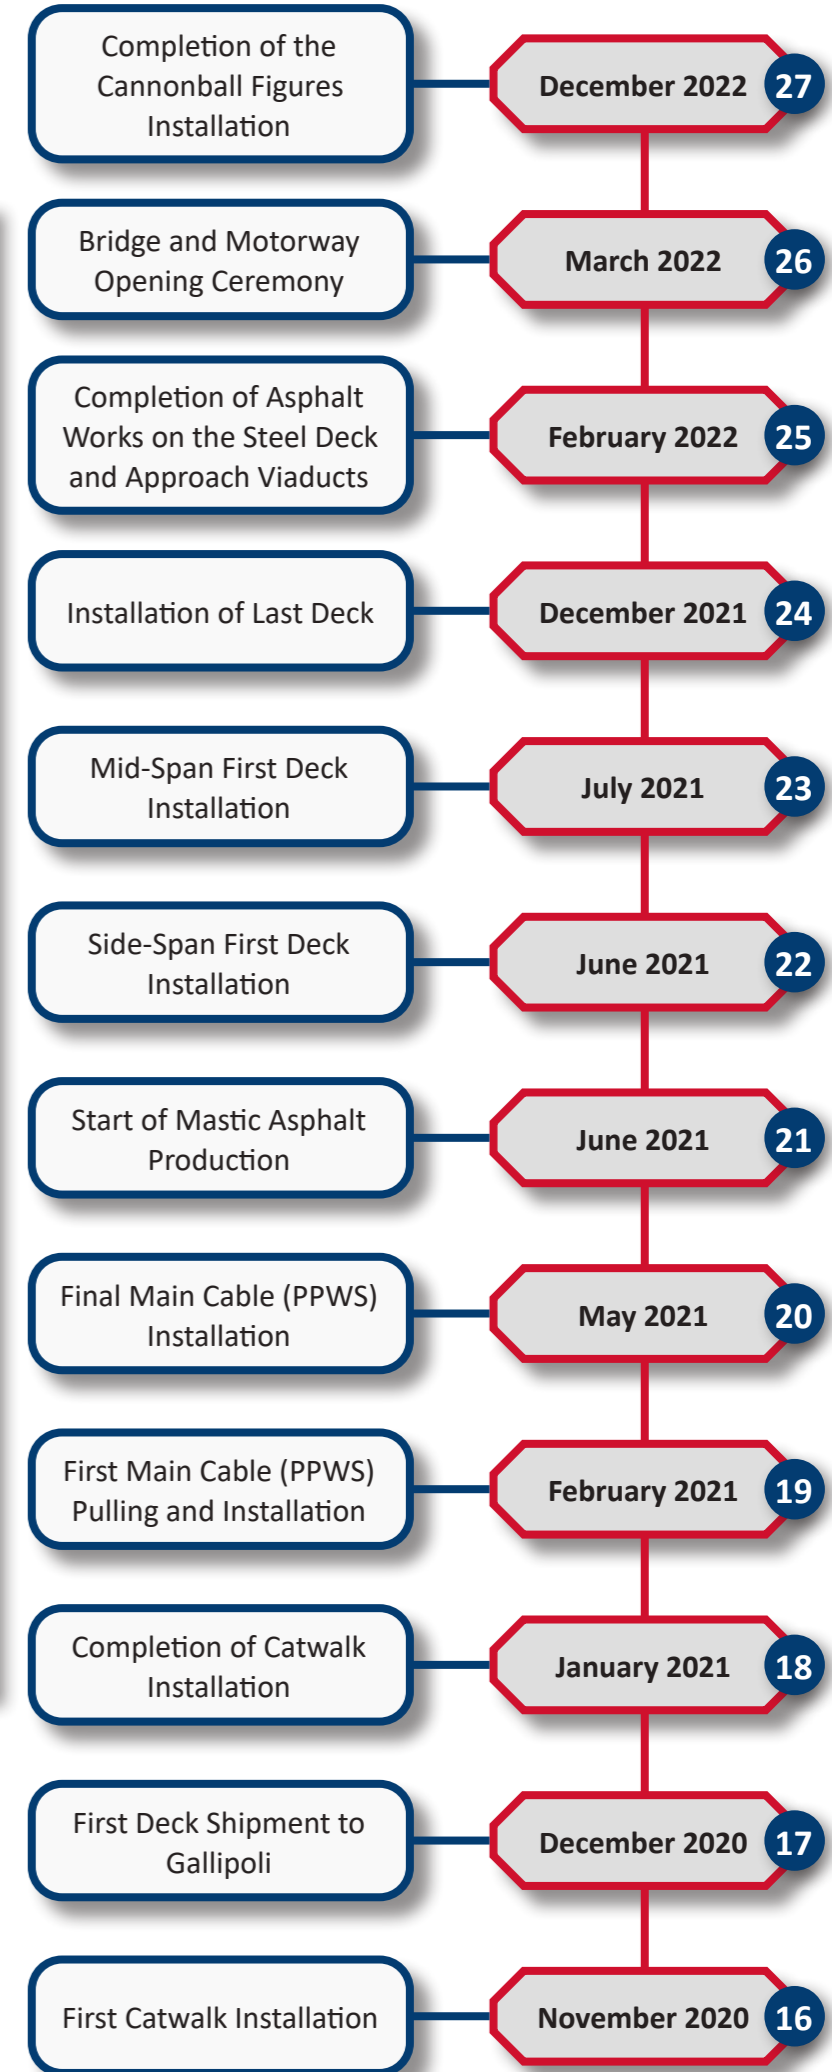 Completion of the
Cannonball Figures
Installation
December 2022
27
Bridge and Motorway
Opening Ceremony
March 2022
26
Completion of Asphalt
Works on the Steel Deck
and Approach Viaducts
February 2022
25
Installation of Last Deck
December 2021
24
Mid-Span First Deck
Installation
July 2021
23
Side-Span First Deck
Installation
June 2021
22
Start of Mastic Asphalt
Production
June 2021
21
Final Main Cable (PPWS)
Installation
May 2021
20
First Main Cable (PPWS)
Pulling and Installation
February 2021
19
Completion of Catwalk
Installation
January 2021
18
First Deck Shipment to
Gallipoli
December 2020
17
First Catwalk Installation
November 2020
16